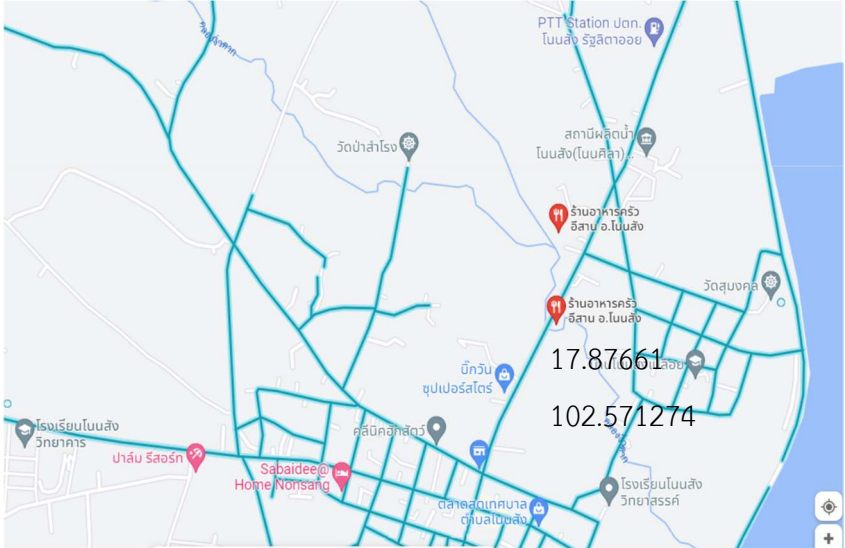 PTT Station ปตท.
โนนสัง รัฐลิตาออย
ห้วยตาดกาก
วัดป่าสำโรง
สถานีผลิตน้ำ
โนนสัง(โนนศิลา)...
ร้านอาหารครัว
อีสาน อ.โนนสัง
วัดสุมงคล
ร้านอาหารครัว
อีสาน อ.โนนสัง
17.87661
บิ๊กวัน
ซุปเปอร์สโตร์
102.571274
โรงเรียนโนนสัง
วิทยาคาร
คลีนิคฮักสัตว์
ปาล์ม รีสอร์ท
Sabaidee@
Home Nonsang
โรงเรียนโนนสัง
วิทยาสรรค์
ตลาดสดเทศบาล
ตำบลโนนสัง